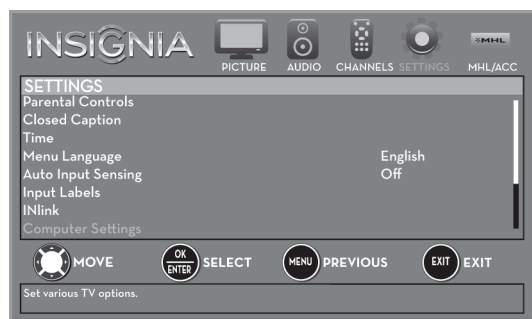 INSIGNIA
PICTURE AUDIO CHANNELS SETTINGS MHL MHL/ACC
SETTINGS
Parental Controls
Closed Caption
Time
Menu Language English
Auto Input Sensing Off
Input Labels
INlink
Computer Settings
MOVE OK ENTER SELECT MENU PREVIOUS EXIT EXIT
Set various TV options.